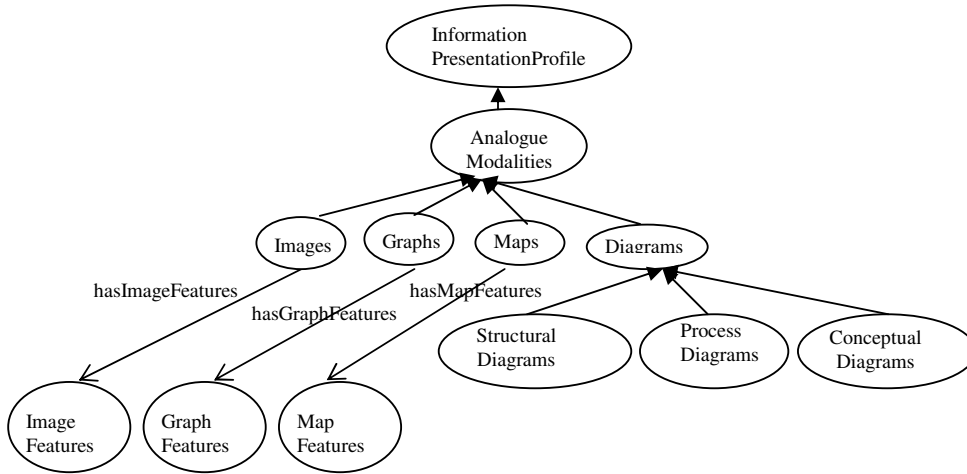 Information
PresentationProfile
Analogue
Modalities
Images
Graphs
Maps
Diagrams
hasImageFeatures
hasGraphFeatures
hasMapFeatures
Structural
Diagrams
Process
Diagrams
Conceptual
Diagrams
Image
Features
Graph
Features
Map
Features